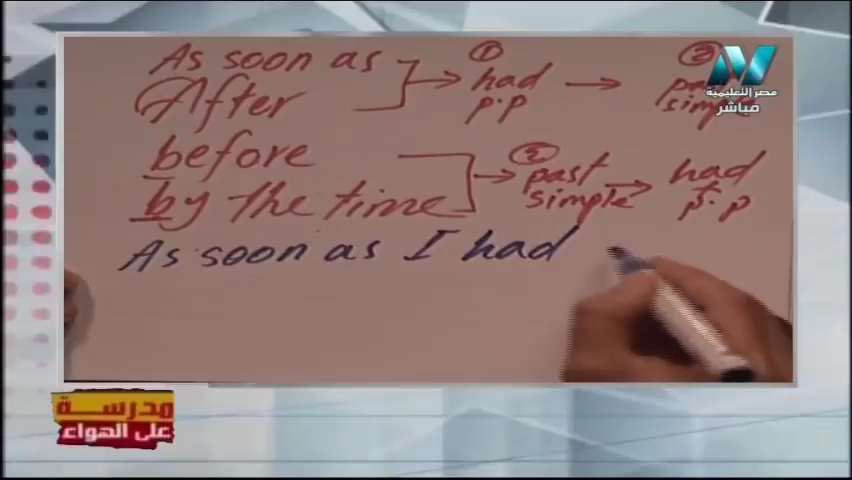 As soon as ① had ②
After p.p simple
before ② past had
by the time simple p.p
As soon as I had
مصر التعليمية
مباشر
مدرسة
على الهواء